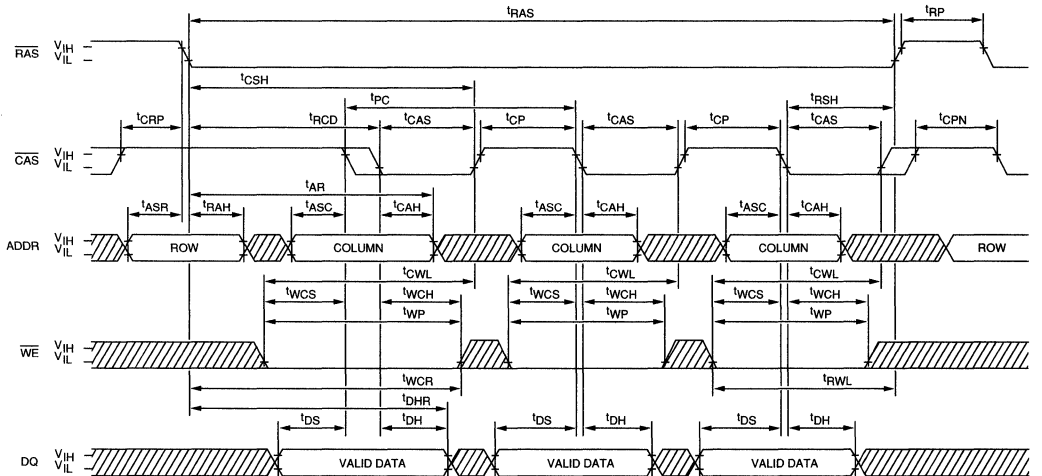 tRAS
tRP
RAS VIH
VIL
tCSH
tPC
tRSH
tCRP tRCD tCAS tCP tCAS tCP tCAS tCPN
CAS VIH
VIL
tAR
tASR tRAH tASC tCAH tASC tCAH tASC tCAH
ADDR VIH
VIL
ROW COLUMN COLUMN COLUMN ROW
tCWL tCWL tCWL
tWCS tWCH tWCS tWCH tWCS tWCH
tWP tWP tWP
WE VIH
VIL
tWCR tRWL
tDHR
tDS tDH tDS tDH tDS tDH
DQ VIH
VIL
VALID DATA VALID DATA VALID DATA